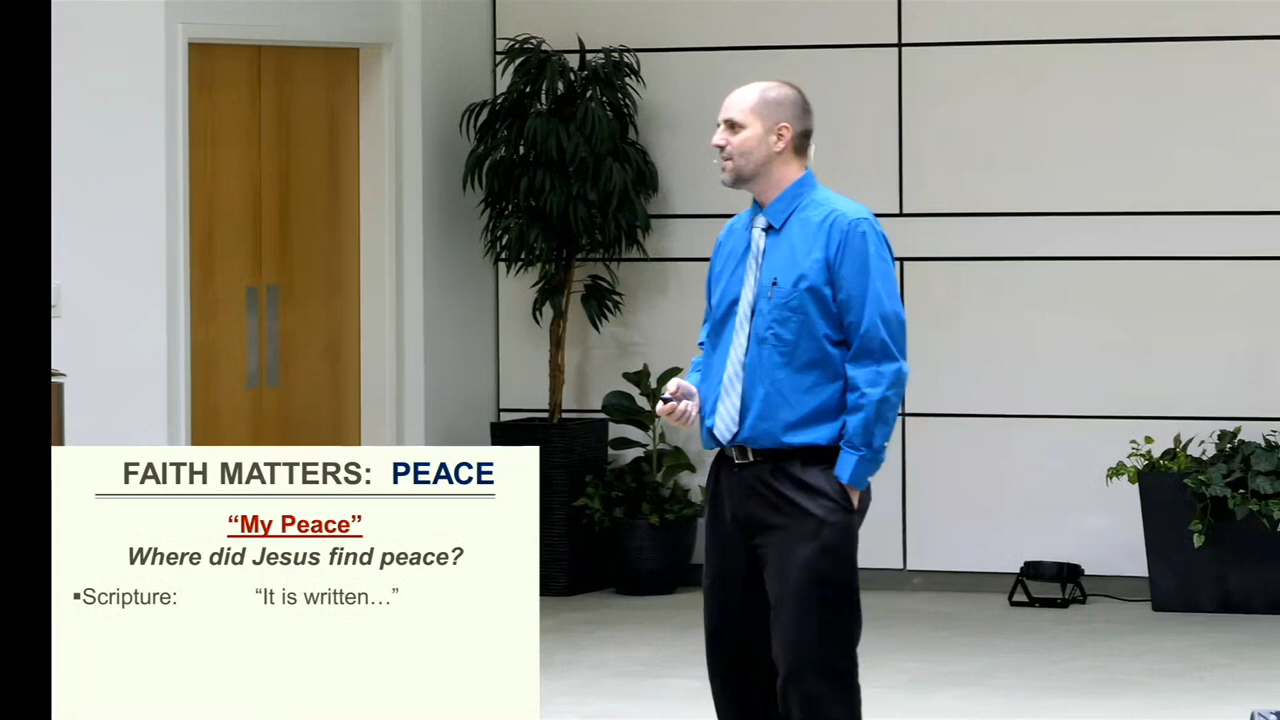 FAITH MATTERS: PEACE
“My Peace”
Where did Jesus find peace?
▪Scripture: “It is written…”